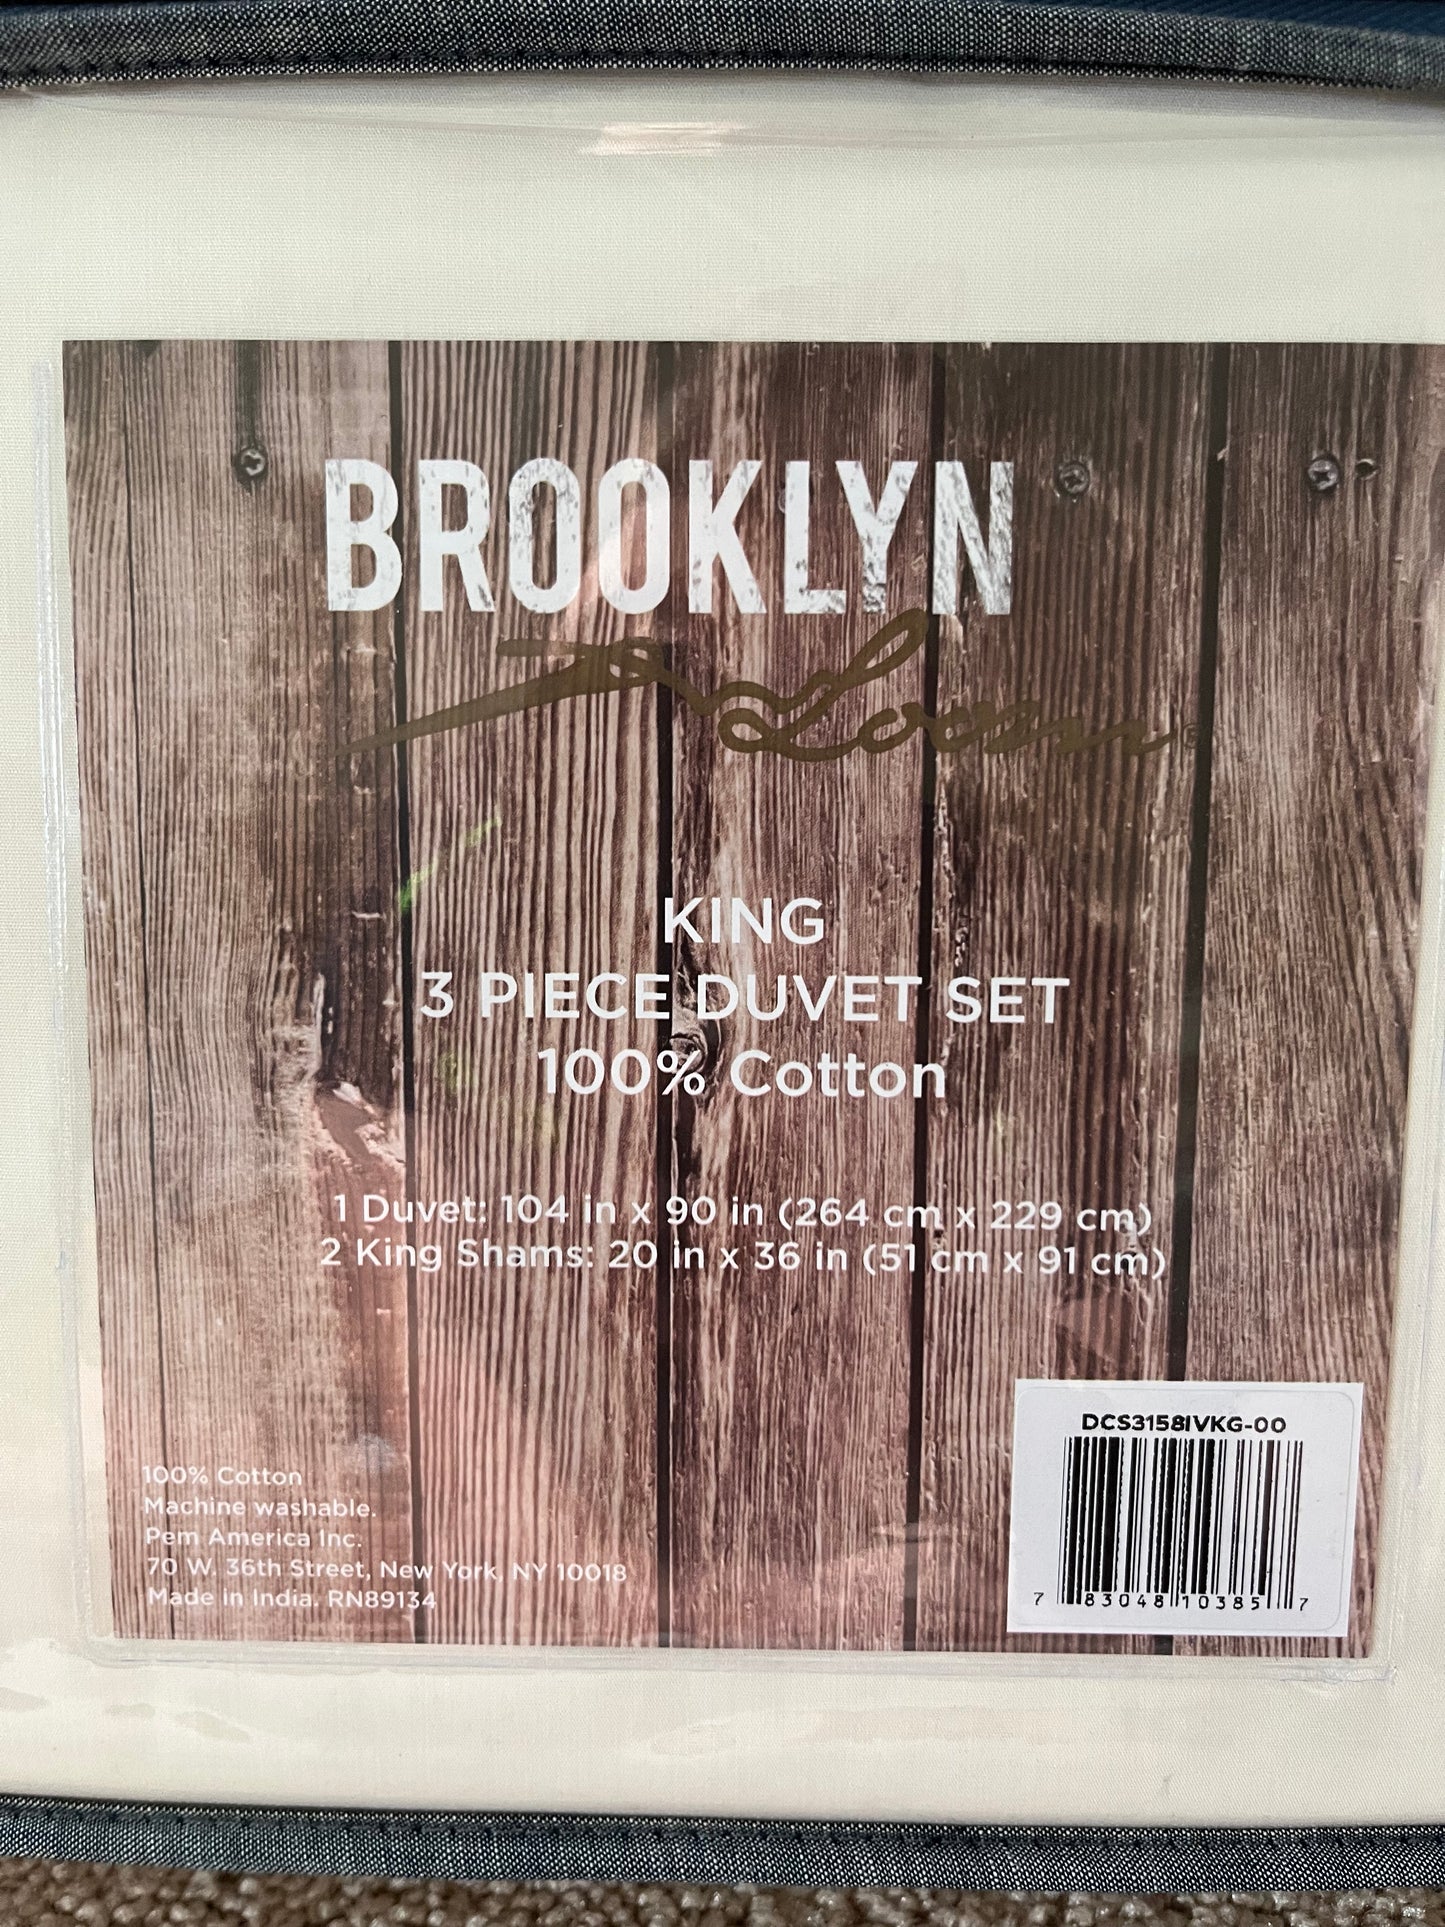 BROOKLYN
Loom®
KING
3 PIECE DUVET SET
100% Cotton
1 Duvet: 104 in x 90 in (264 cm x 229 cm)
2 King Shams: 20 in x 36 in (51 cm x 91 cm)
100% Cotton
Machine washable.
Pem America Inc.
70 W. 36th Street, New York, NY 10018
Made in India. RN89134
DCS3158IVKG-00
7 83048 10385 7